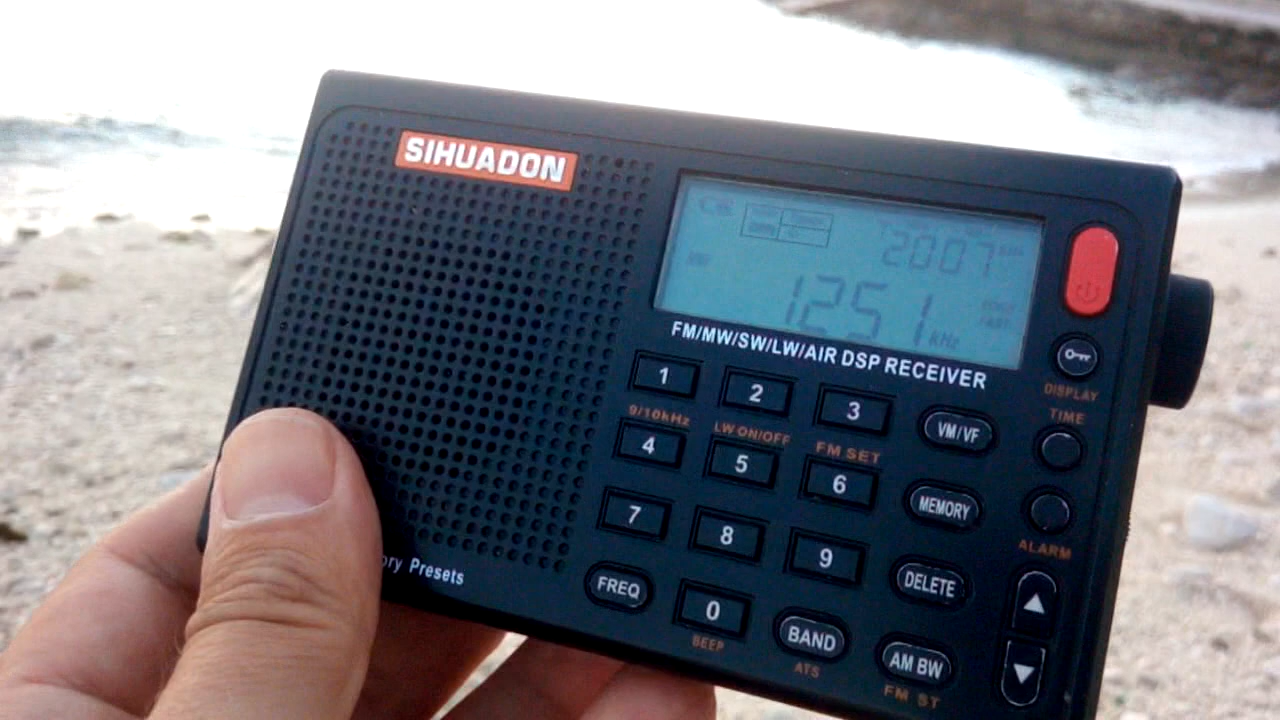 SIHUADON
2007
1251 kHz
FM/MW/SW/LW/AIR DSP RECEIVER
DISPLAY
1 2 3 VM/VF TIME
9/10kHz LW ON/OFF FM SET
4 5 6 MEMORY
ALARM
7 8 9 DELETE
ory Presets
FREQ 0 BAND AM BW
BEEP ATS FM ST